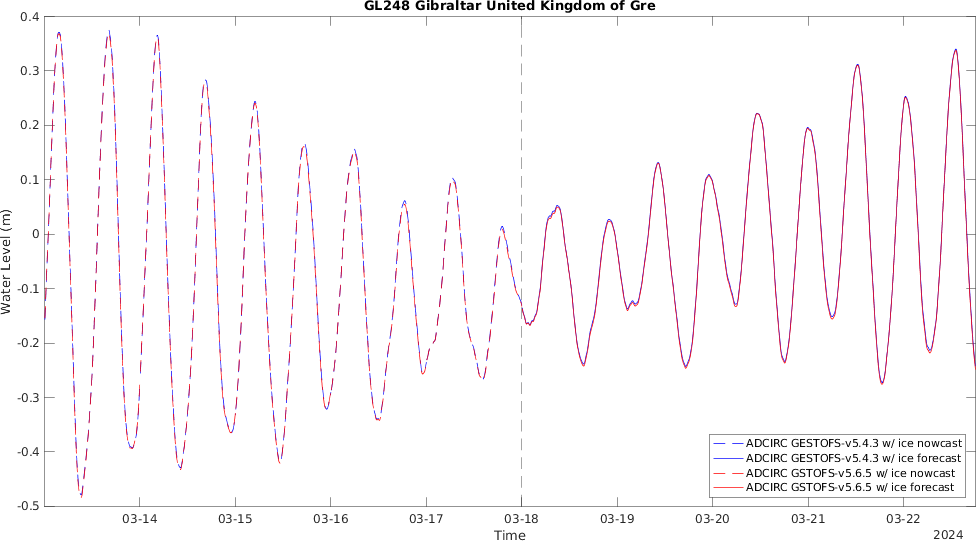 GL248 Gibraltar United Kingdom of Gre
Water Level (m)
0.4
0.3
0.2
0.1
0
-0.1
-0.2
-0.3
-0.4
-0.5
ADCIRC GESTOFS-v5.4.3 w/ ice nowcast
ADCIRC GESTOFS-v5.4.3 w/ ice forecast
ADCIRC GSTOFS-v5.6.5 w/ ice nowcast
ADCIRC GSTOFS-v5.6.5 w/ ice forecast
03-14 03-15 03-16 03-17 03-18 03-19 03-20 03-21 03-22
Time
2024